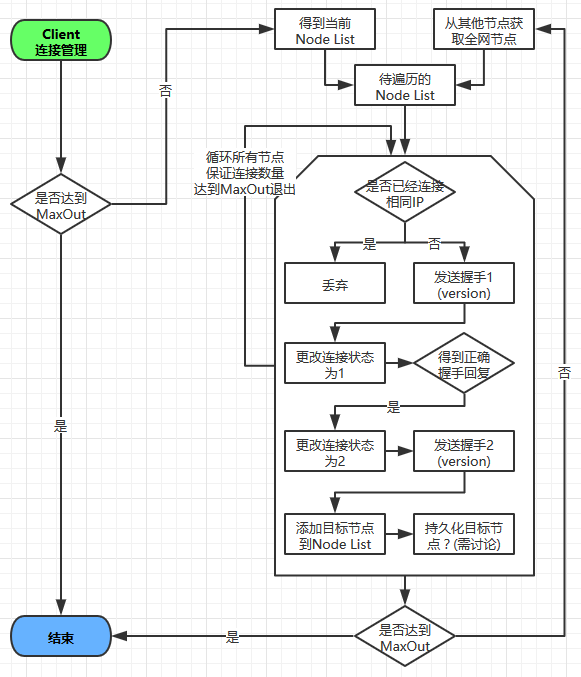 Client
连接管理
得到当前
Node List
从其他节点获
取全网节点
否
待遍历的
Node List
循环所有节点
保证连接数量
达到MaxOut退出
是否达到
MaxOut
是否已经连接
相同IP
是
否
丢弃
发送握手1
(version)
更改连接状态
为1
得到正确
握手回复
否
是
是
更改连接状态
为2
发送握手2
(version)
添加目标节点
到Node List
持久化目标节
点？(需讨论)
结束
是
是否达到
MaxOut